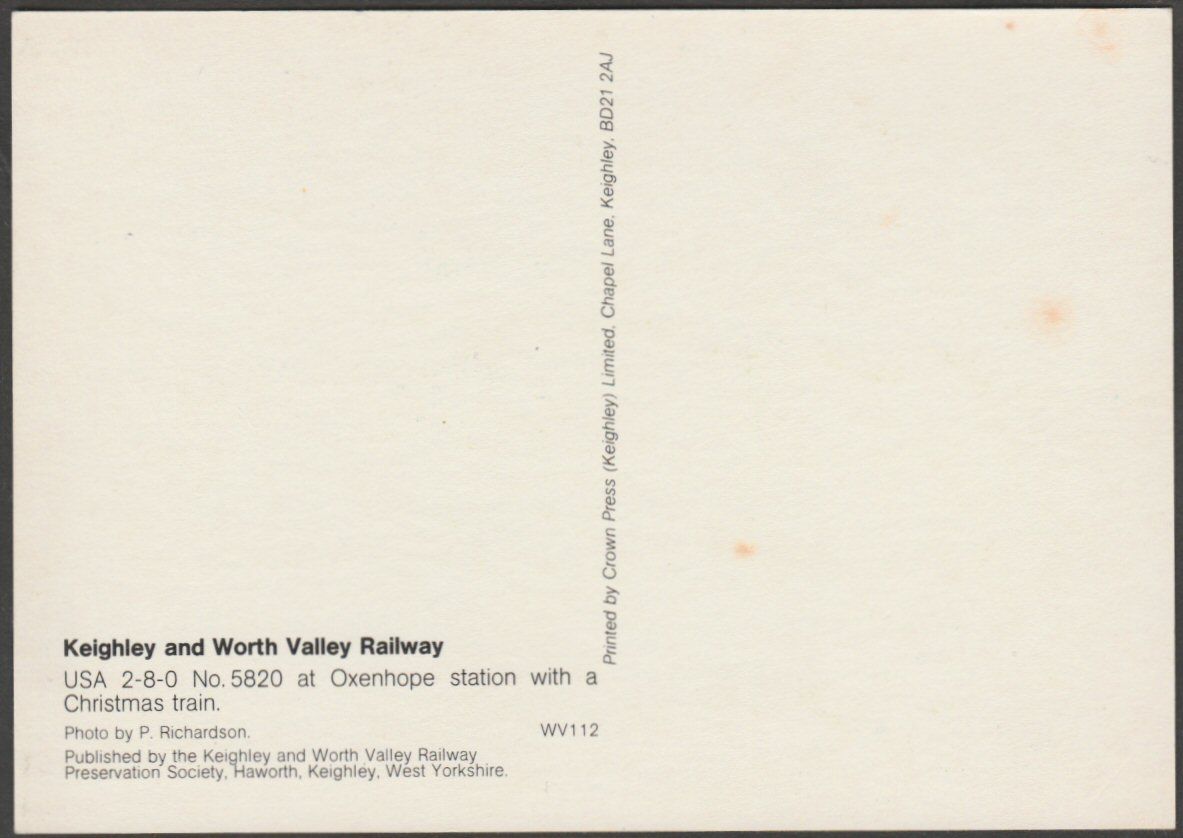 Keighley and Worth Valley Railway
USA 2-8-0 No. 5820 at Oxenhope station with a
Christmas train.
Photo by P. Richardson. WV112
Published by the Keighley and Worth Valley Railway
Preservation Society, Haworth, Keighley, West Yorkshire.
Printed by Crown Press (Keighley) Limited, Chapel Lane, Keighley, BD21 2AJ